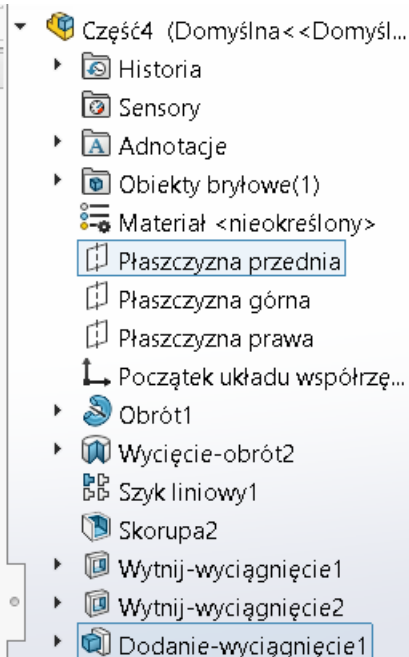 Część4 (Domyślna<<Domyśl...
Historia
Sensory
Adnotacje
Obiekty bryłowe(1)
Materiał <nieokreślony>
Płaszczyzna przednia
Płaszczyzna górna
Płaszczyzna prawa
Początek układu współrzę...
Obrót1
Wycięcie-obrót2
Szyk liniowy1
Skorupa2
Wytnij-wyciągnięcie1
Wytnij-wyciągnięcie2
Dodanie-wyciągnięcie1